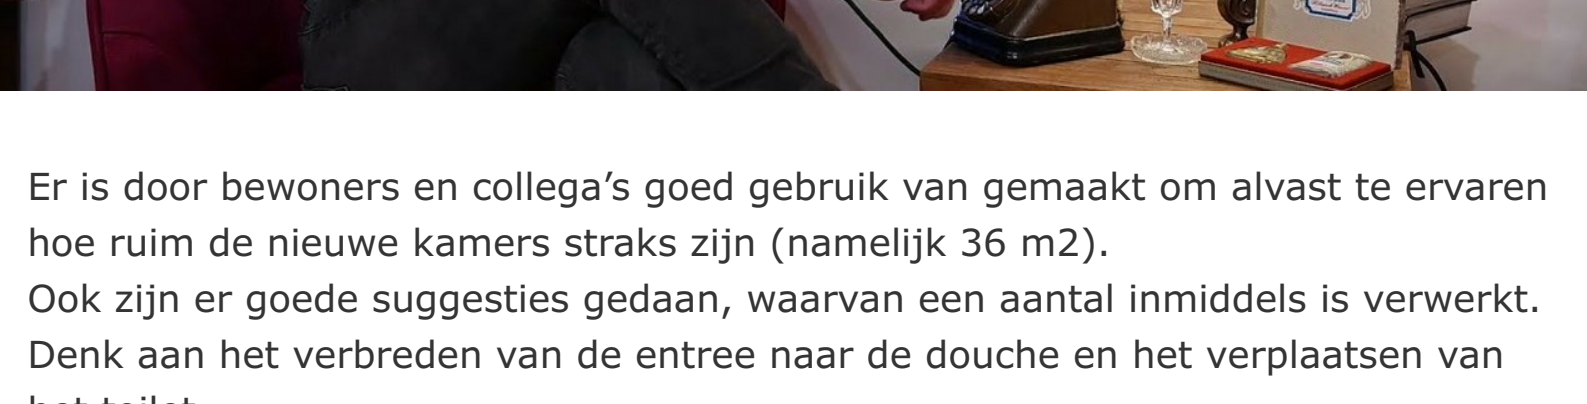 Er is door bewoners en collega’s goed gebruik van gemaakt om alvast te ervaren
hoe ruim de nieuwe kamers straks zijn (namelijk 36 m2).
Ook zijn er goede suggesties gedaan, waarvan een aantal inmiddels is verwerkt.
Denk aan het verbreden van de entree naar de douche en het verplaatsen van
het toilet